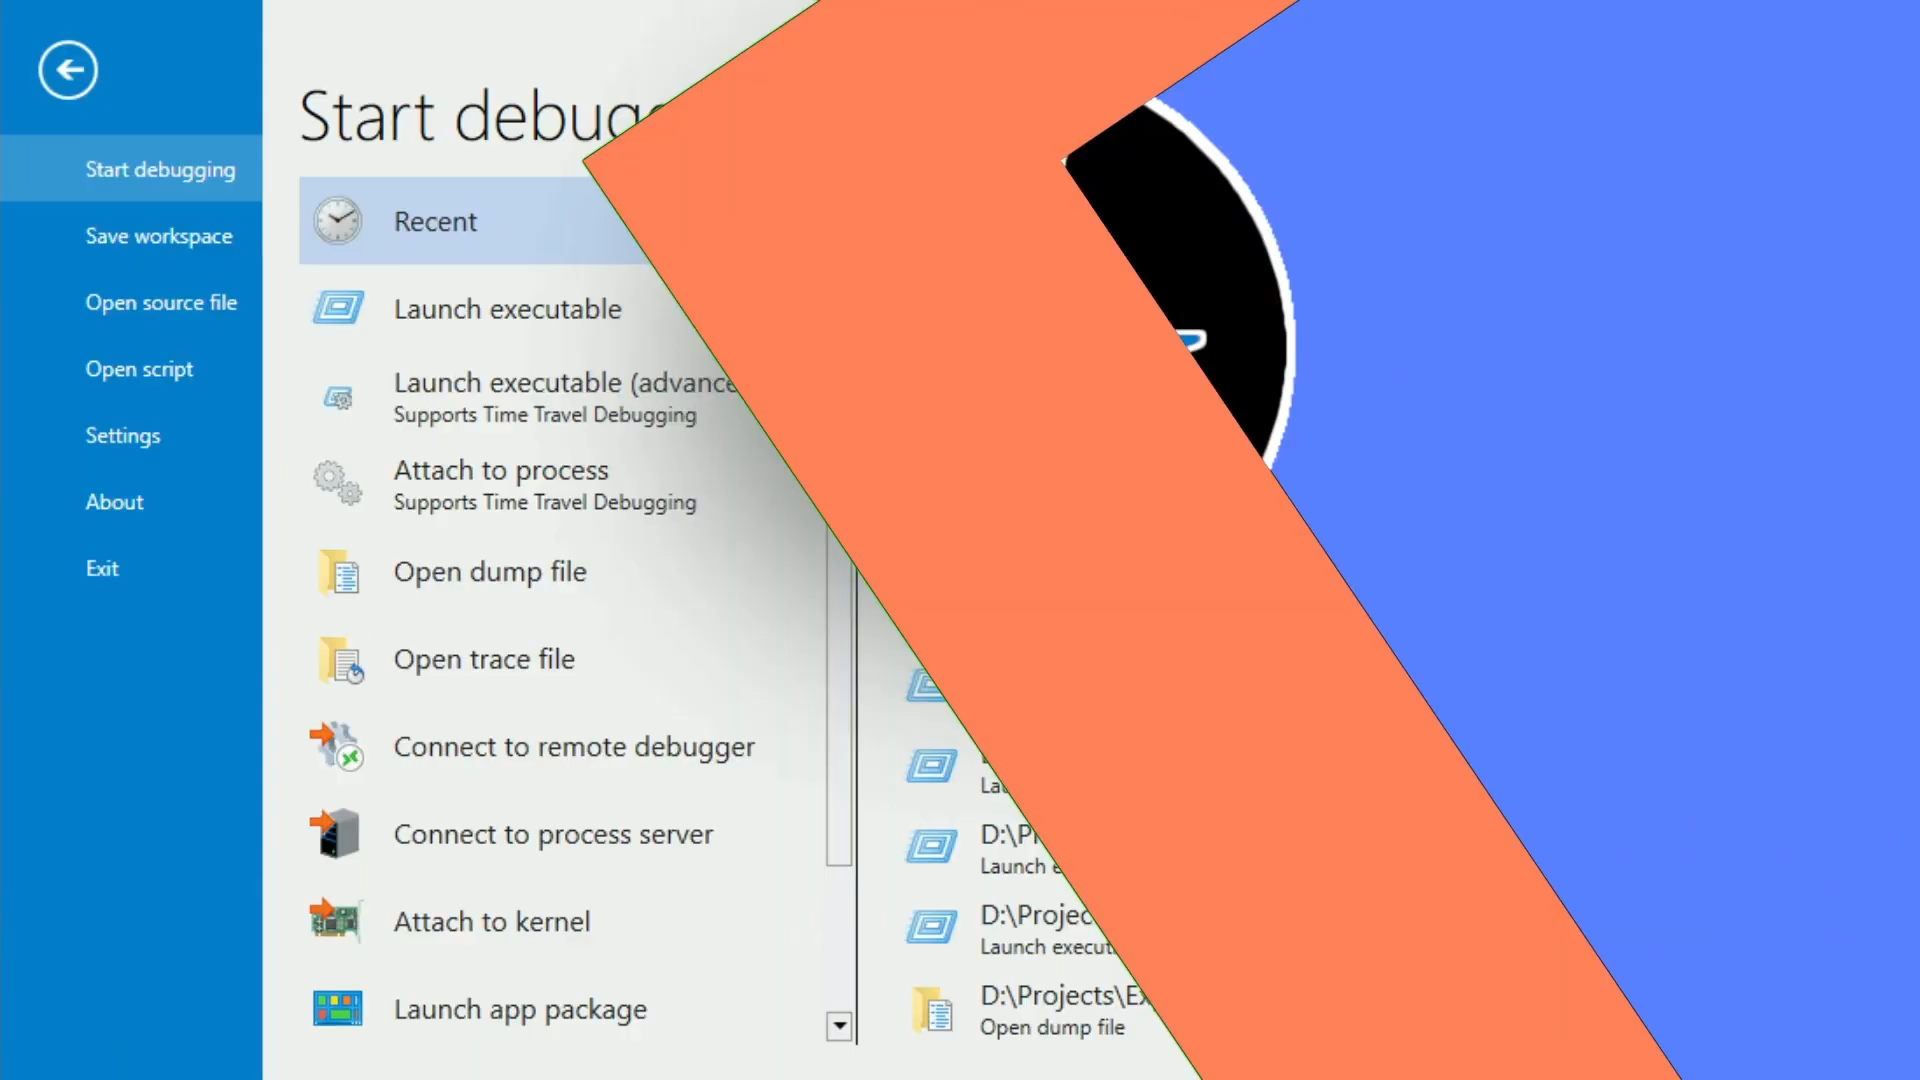 Start debugg
Start debugging
Save workspace
Open source file
Open script
Settings
About
Exit
Recent
Launch executable
Launch executable (advance
Supports Time Travel Debugging
Attach to process
Supports Time Travel Debugging
Open dump file
Open trace file
Connect to remote debugger
Connect to process server
Attach to kernel
Launch app package
D:\P
Launch
D:\Projec
Launch execut
D:\Projects\Ex
Open dump file